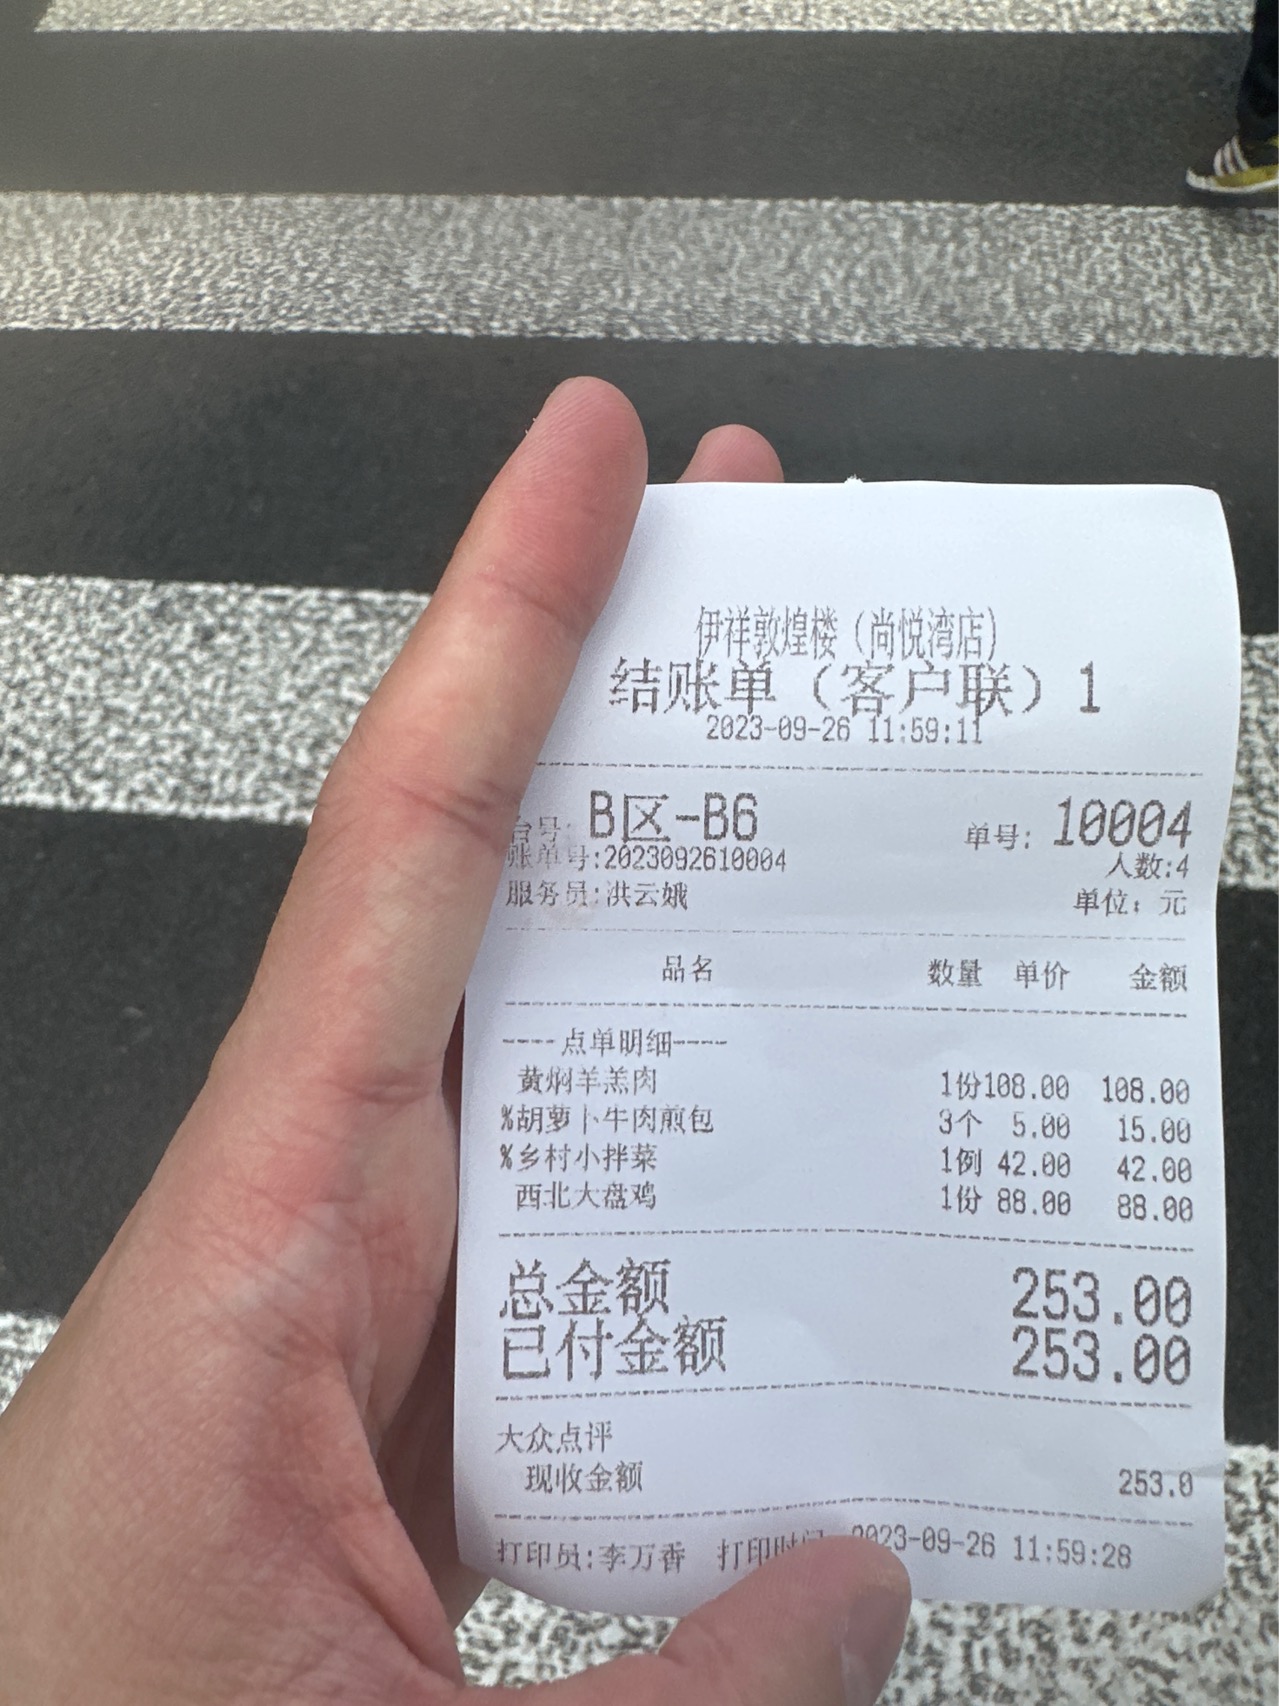 伊祥敦煌楼（尚悦湾店）
结账单（客户联）1
2023-09-26 11:59:11
台号: B区-B6 单号: 10004
账单号:2023092610004 人数:4
服务员:洪云娥 单位: 元
品名 数量 单价 金额
----点单明细----
黄焖羊羔肉 1份108.00 108.00
%胡萝卜牛肉煎包 3个 5.00 15.00
%乡村小拌菜 1例 42.00 42.00
西北大盘鸡 1份 88.00 88.00
总金额 253.00
已付金额 253.00
大众点评
现收金额 253.0
打印员:李万香 打印时间: 2023-09-26 11:59:28